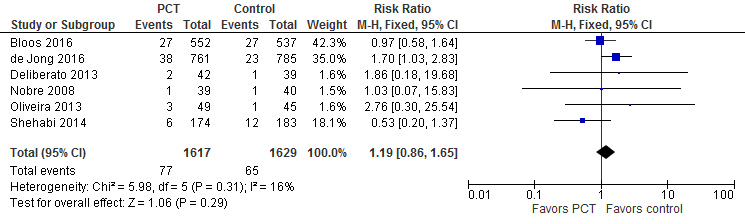 PCT Control Risk Ratio Risk Ratio
Study or Subgroup Events Total Events Total Weight M-H, Fixed, 95% CI M-H, Fixed, 95% CI
Bloos 2016 27 552 27 537 42.3% 0.97 [0.58, 1.64]
de Jong 2016 38 761 23 785 35.0% 1.70 [1.03, 2.83]
Deliberato 2013 2 42 1 39 1.6% 1.86 [0.18, 19.68]
Nobre 2008 1 39 1 40 1.5% 1.03 [0.07, 15.83]
Oliveira 2013 3 49 1 45 1.6% 2.76 [0.30, 25.54]
Shehabi 2014 6 174 12 183 18.1% 0.53 [0.20, 1.37]
Total (95% CI) 1617 1629 100.0% 1.19 [0.86, 1.65]
Total events 77 65
Heterogeneity: Chi² = 5.98, df = 5 (P = 0.31); I² = 16%
Test for overall effect: Z = 1.06 (P = 0.29)
0.01 0.1 1 10 100
Favors PCT Favors control